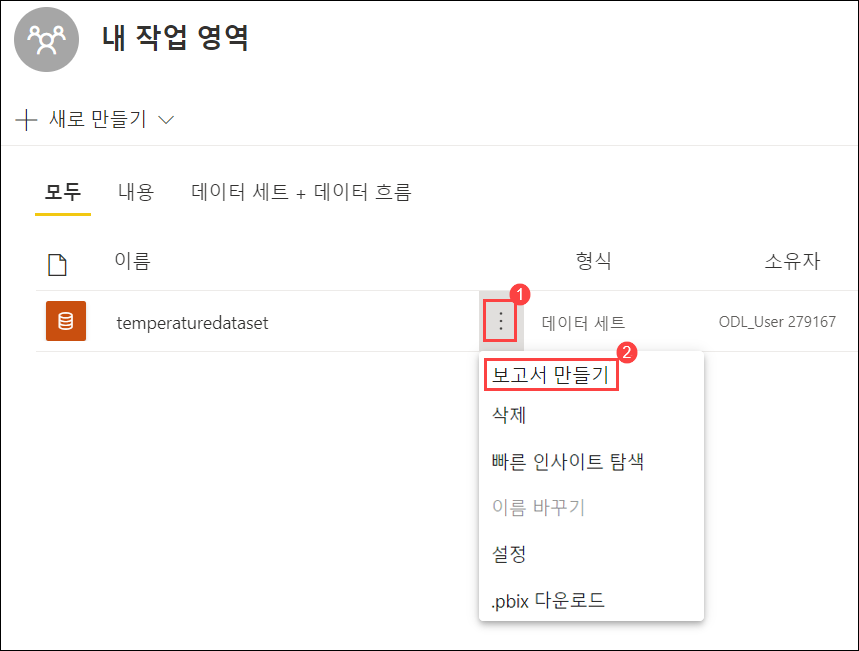 내 작업 영역
새로 만들기
모두 내용 데이터 세트 + 데이터 흐름
이름 형식 소유자
1
temperaturedataset 데이터 세트 ODL_User 279167
2
보고서 만들기
삭제
빠른 인사이트 탐색
이름 바꾸기
설정
.pbix 다운로드